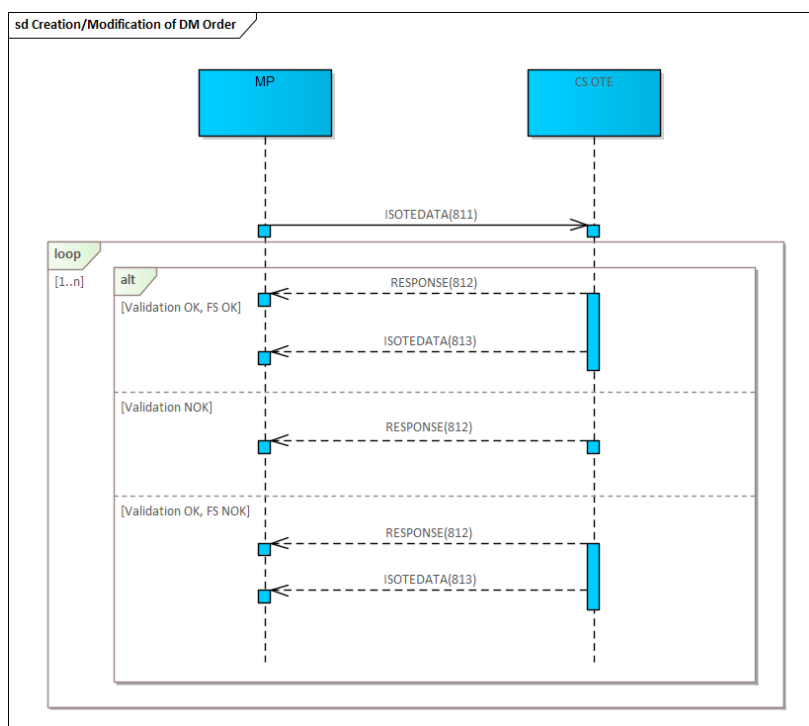 sd Creation/Modification of DM Order
MP
CS OTE
ISOTEDATA(811)
loop
[1..n]
alt
RESPONSE(812)
[Validation OK, FS OK]
ISOTEDATA(813)
[Validation NOK]
RESPONSE(812)
[Validation OK, FS NOK]
RESPONSE(812)
ISOTEDATA(813)